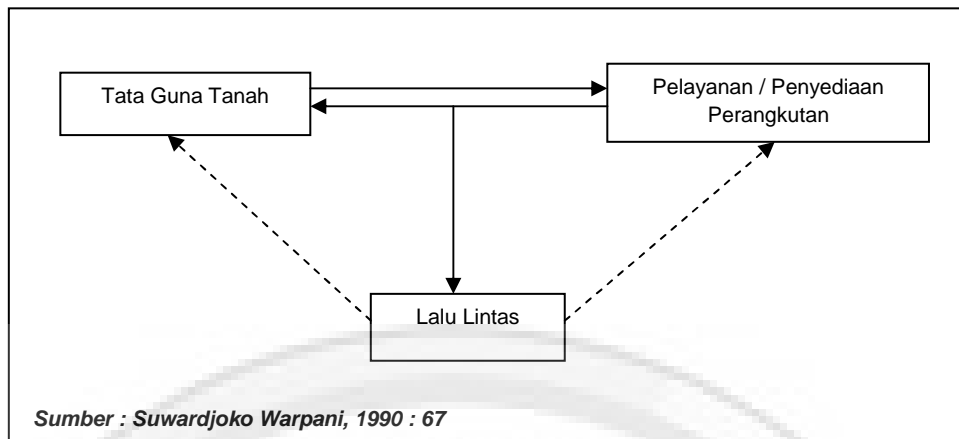 Tata Guna Tanah
Pelayanan / Penyediaan
Perangkutan
Lalu Lintas
Sumber : Suwardjoko Warpani, 1990 : 67